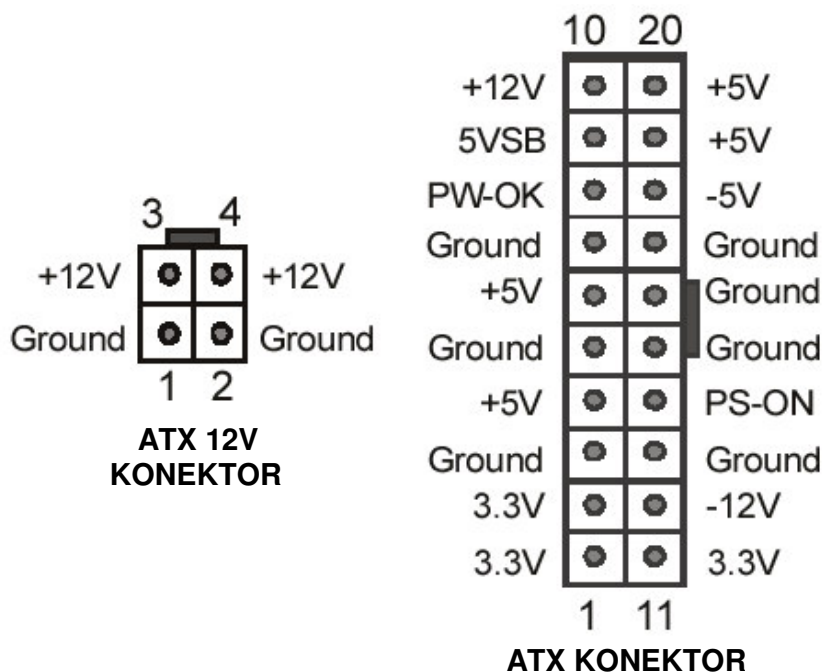 3 4
+12V +12V
Ground Ground
1 2
ATX 12V
KONEKTOR
10 20
+12V +5V
5VSB +5V
PW-OK -5V
Ground Ground
+5V Ground
Ground Ground
+5V PS-ON
Ground Ground
3.3V -12V
3.3V 3.3V
1 11
ATX KONEKTOR